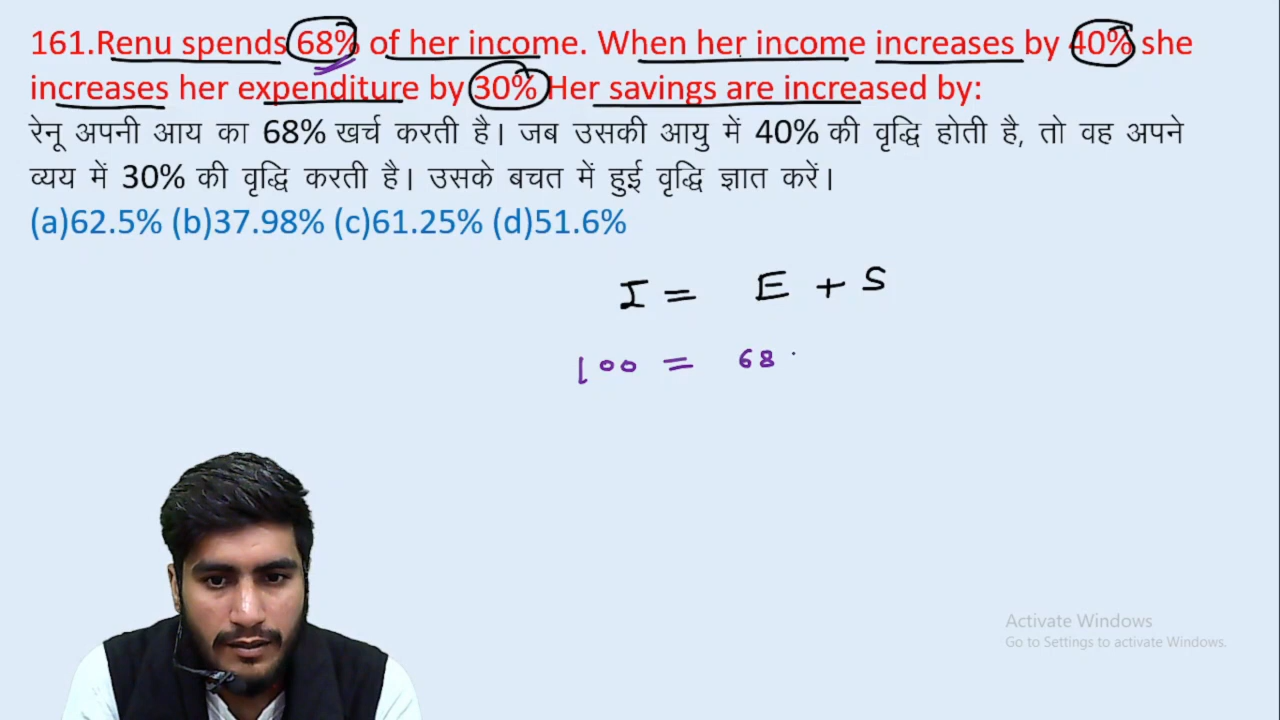 161.Renu spends 68% of her income. When her income increases by 40% she
increases her expenditure by 30% Her savings are increased by:
रेनू अपनी आय का 68% खर्च करती है। जब उसकी आयु में 40% की वृद्धि होती है, तो वह अपने
व्यय में 30% की वृद्धि करती है। उसके बचत में हुई वृद्धि ज्ञात करें।
(a)62.5% (b)37.98% (c)61.25% (d)51.6%
I = E + S
100 = 68
Activate Windows
Go to Settings to activate Windows.